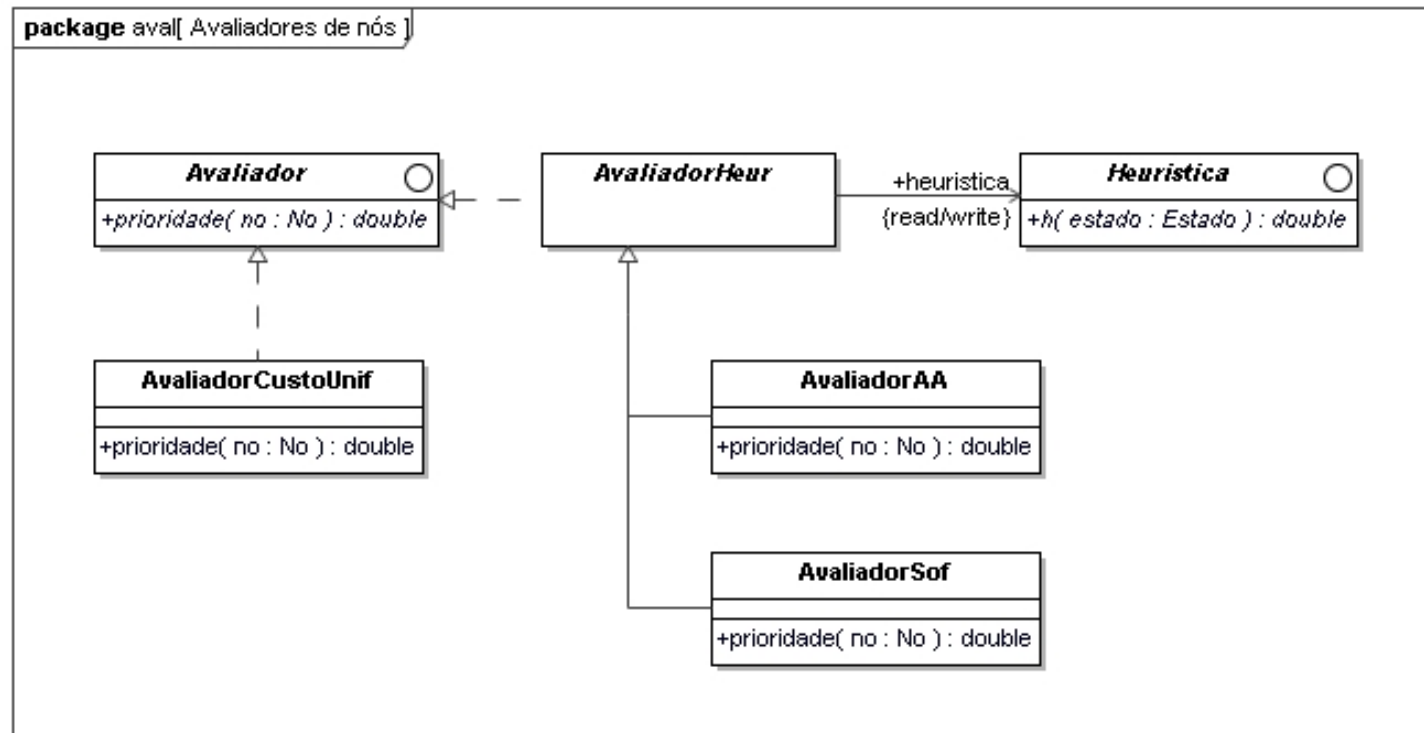 package aval[ Avaliadores de nós ]
Avaliador
+prioridade( no : No ) : double
AvaliadorHeur
+heuristica
{read/write}
Heuristica
+h( estado : Estado ) : double
AvaliadorCustoUnif
+prioridade( no : No ) : double
AvaliadorAA
+prioridade( no : No ) : double
AvaliadorSof
+prioridade( no : No ) : double